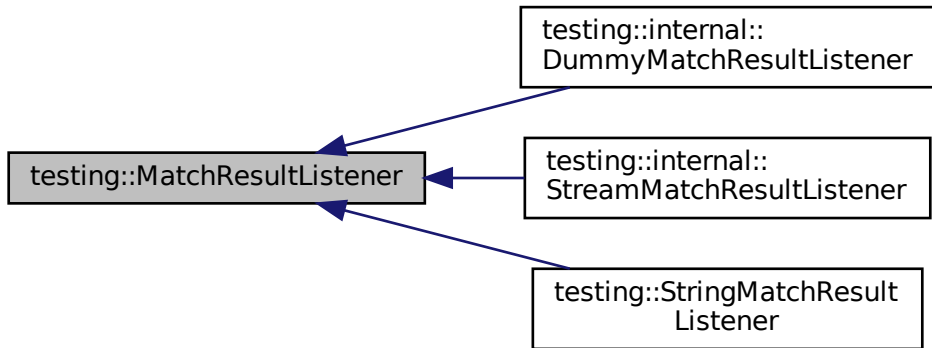 testing::internal::
DummyMatchResultListener
testing::MatchResultListener
testing::internal::
StreamMatchResultListener
testing::StringMatchResult
Listener